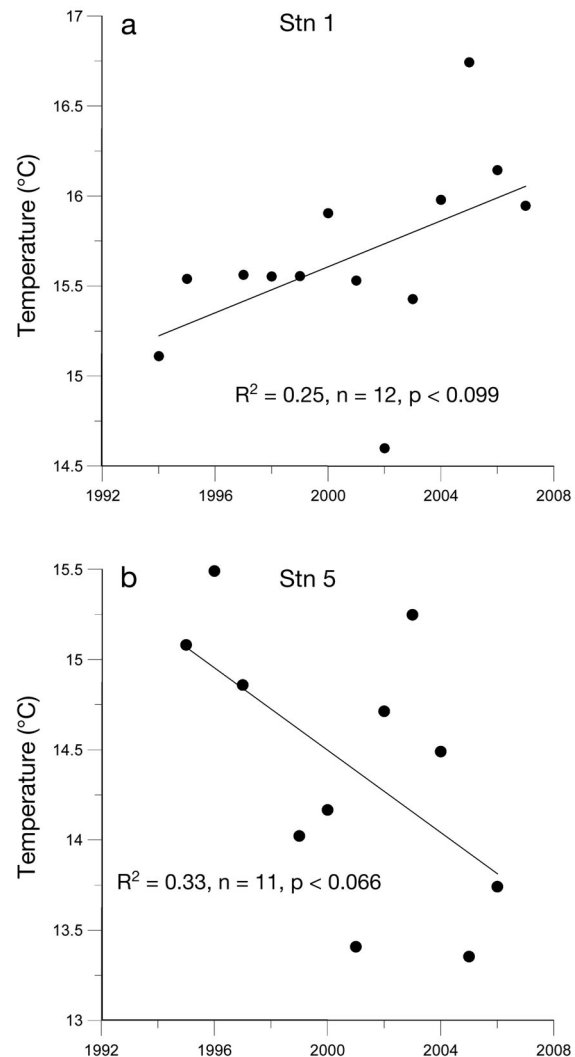 a
Stn 1
17
16.5
16
15.5
15
14.5
Temperature (°C)
R² = 0.25, n = 12, p < 0.099
1992 1996 2000 2004 2008
b
Stn 5
15.5
15
14.5
14
13.5
13
Temperature (°C)
R² = 0.33, n = 11, p < 0.066
1992 1996 2000 2004 2008